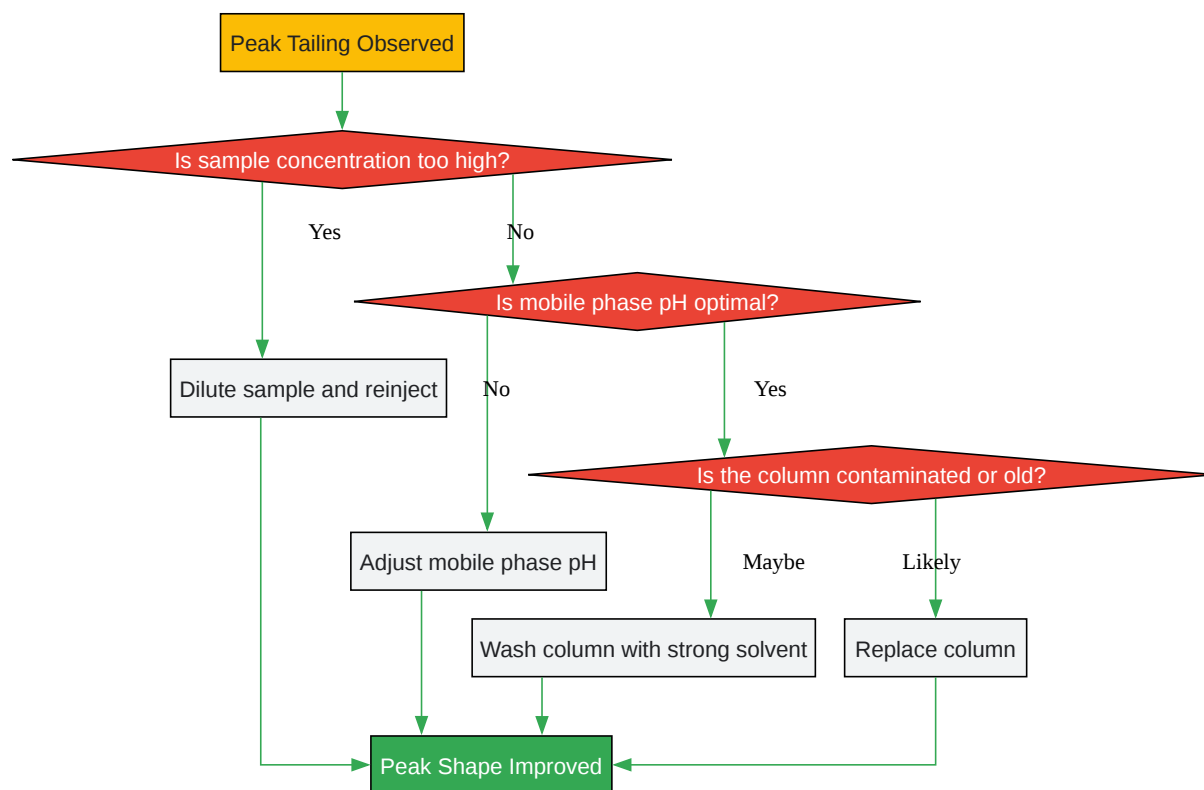 Peak Tailing Observed
Is sample concentration too high?
Yes
No
Is mobile phase pH optimal?
Dilute sample and reinject
No
Yes
Is the column contaminated or old?
Adjust mobile phase pH
Maybe
Likely
Wash column with strong solvent
Replace column
Peak Shape Improved